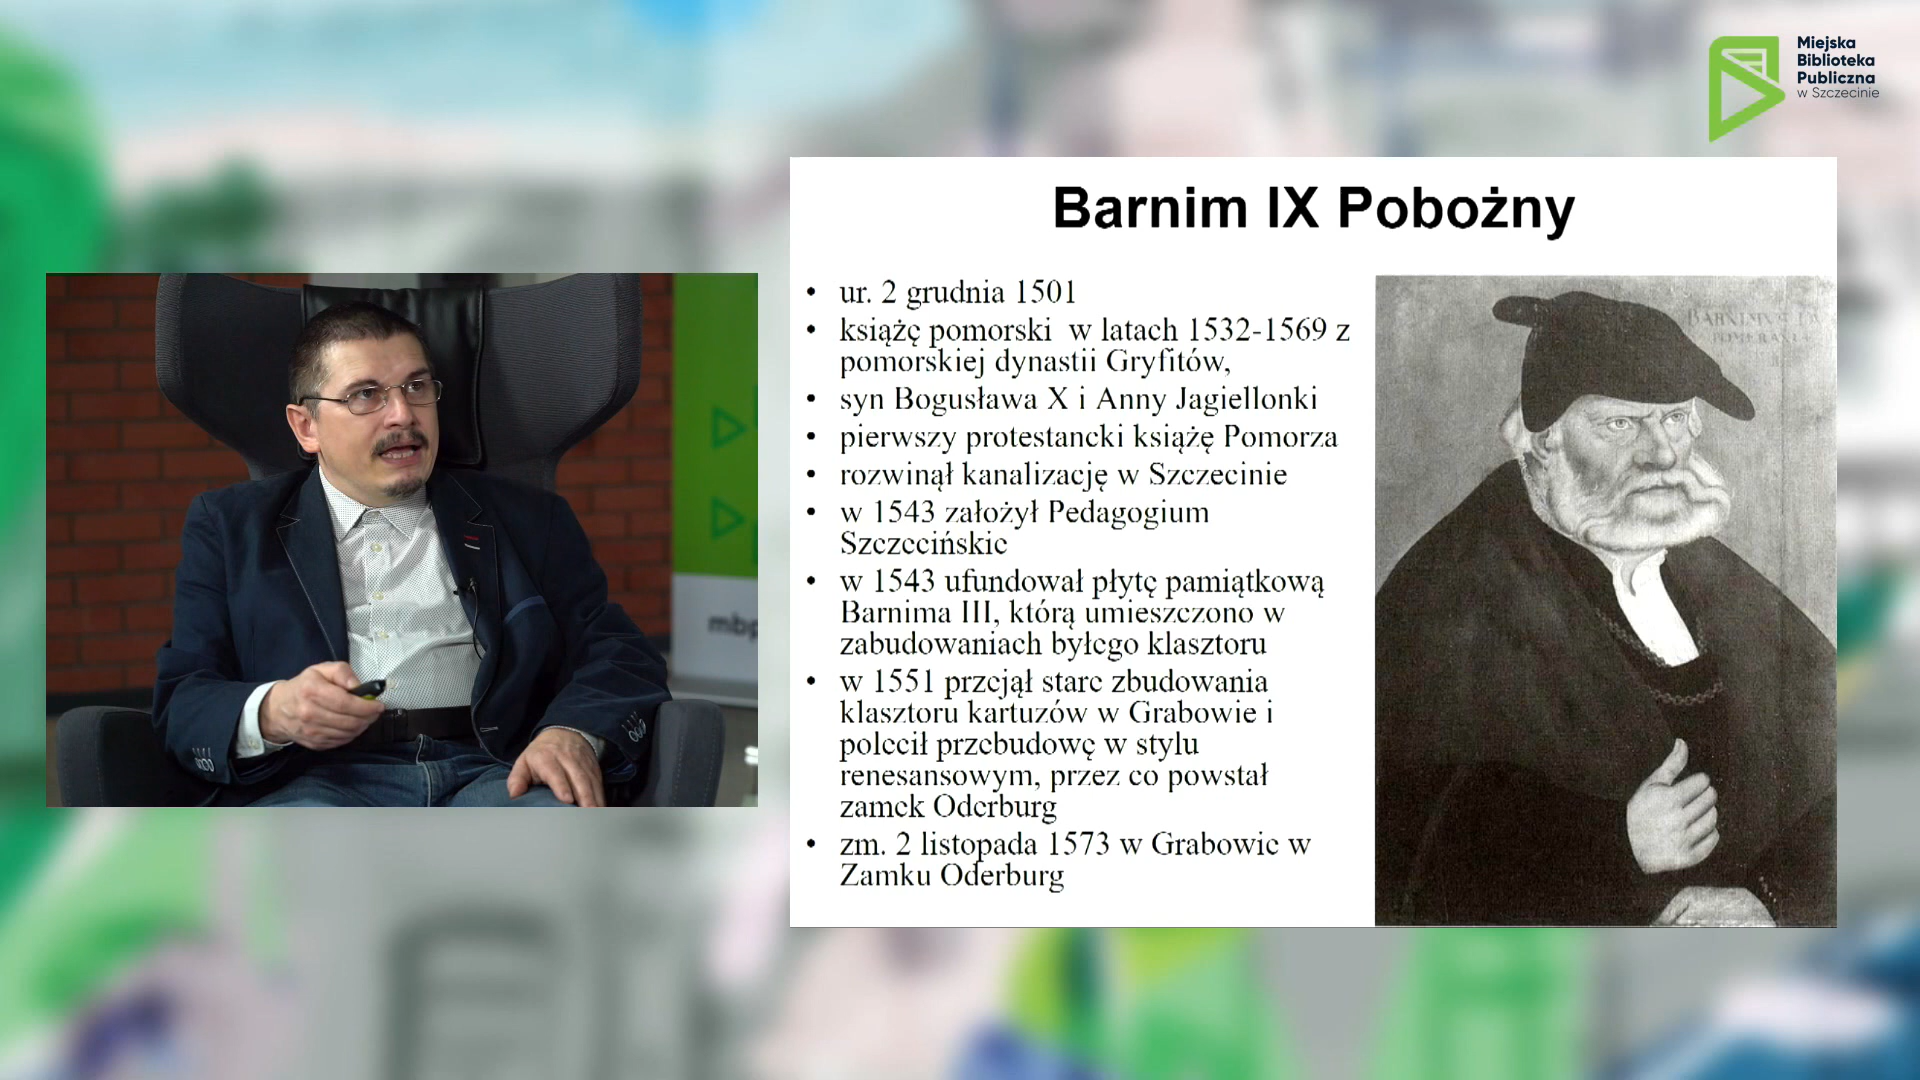 Miejska
Biblioteka
Publiczna
w Szczecinie
Barnim IX Pobożny
• ur. 2 grudnia 1501
• książę pomorski w latach 1532-1569 z
pomorskiej dynastii Gryfitów,
• syn Bogusława X i Anny Jagiellonki
• pierwszy protestancki książę Pomorza
• rozwinął kanalizację w Szczecinie
• w 1543 założył Pedagogium
Szczecińskie
• w 1543 ufundował płytę pamiątkową
Barnima III, którą umieszczono w
zabudowaniach byłego klasztoru
• w 1551 przejął stare zbudowania
klasztoru kartuzów w Grabowie i
polecił przebudowę w stylu
renesansowym, przez co powstał
zamek Oderburg
• zm. 2 listopada 1573 w Grabowie w
Zamku Oderburg
mbp